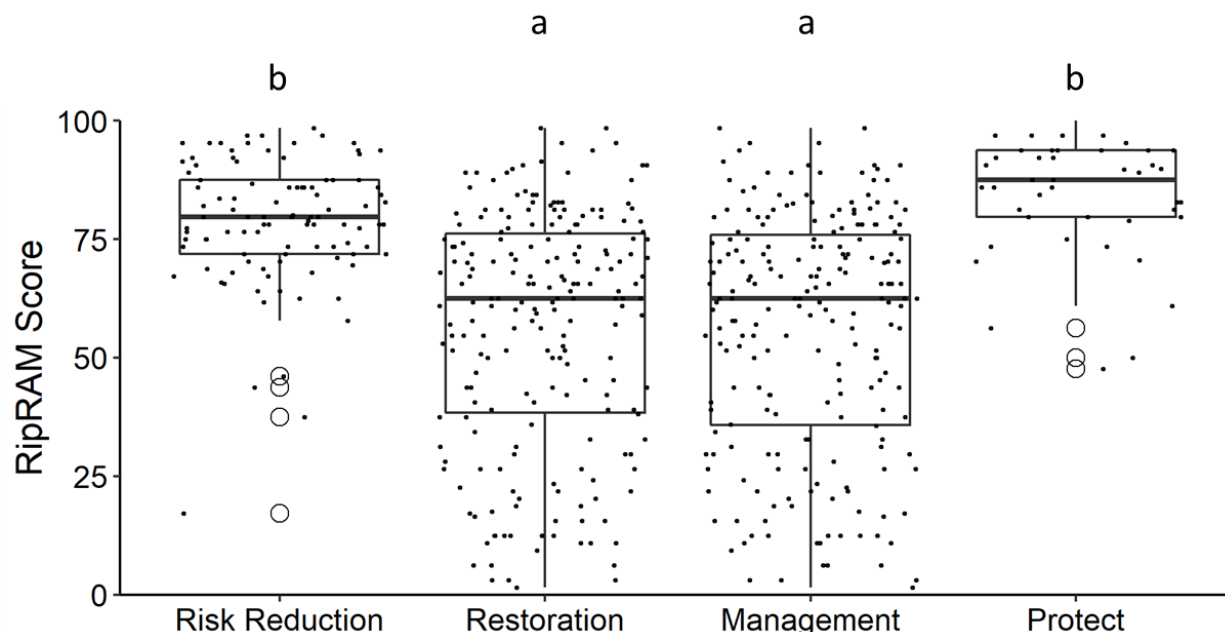 a a
b b
100
75
50
25
0
RipRAM Score
Risk Reduction Restoration Management Protect